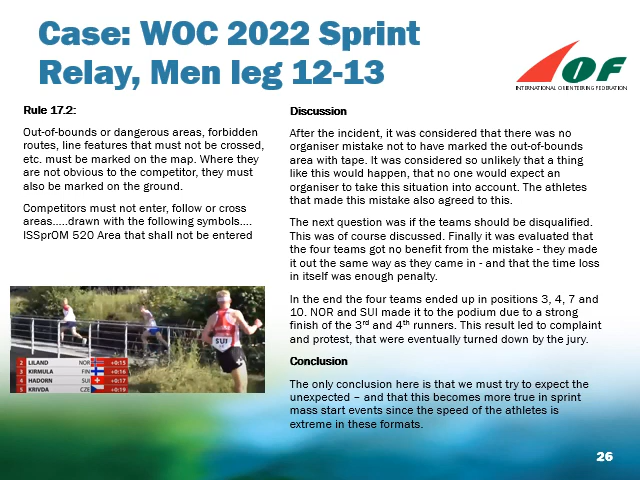 Case: WOC 2022 Sprint
Relay, Men leg 12-13
IOF
INTERNATIONAL ORIENTEERING FEDERATION
Rule 17.2:
Out-of-bounds or dangerous areas, forbidden
routes, line features that must not be crossed,
etc. must be marked on the map. Where they
are not obvious to the competitor, they must
also be marked on the ground.
Competitors must not enter, follow or cross
areas.....drawn with the following symbols....
ISSprOM 520 Area that shall not be entered
SUI
2 LILAND NOR +0:15
3 KIRMULA FIN +0:16
4 HADORN SUI +0:17
5 KRIVDA CZE +0:19
Discussion
After the incident, it was considered that there was no
organiser mistake not to have marked the out-of-bounds
area with tape. It was considered so unlikely that a thing
like this would happen, that no one would expect an
organiser to take this situation into account. The athletes
that made this mistake also agreed to this.
The next question was if the teams should be disqualified.
This was of course discussed. Finally it was evaluated that
the four teams got no benefit from the mistake - they made
it out the same way as they came in - and that the time loss
in itself was enough penalty.
In the end the four teams ended up in positions 3, 4, 7 and
10. NOR and SUI made it to the podium due to a strong
finish of the 3rd and 4th runners. This result led to complaint
and protest, that were eventually turned down by the jury.
Conclusion
The only conclusion here is that we must try to expect the
unexpected – and that this becomes more true in sprint
mass start events since the speed of the athletes is
extreme in these formats.
26